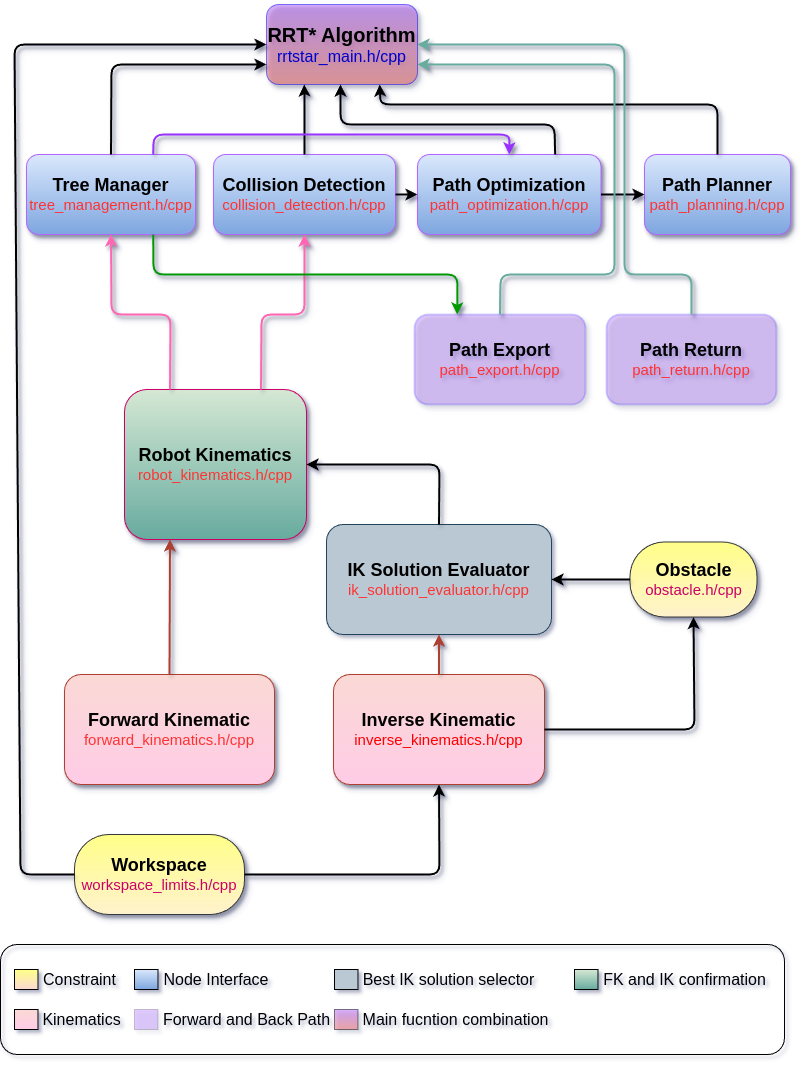 RRT* Algorithm
rrtstar_main.h/cpp
Tree Manager
tree_management.h/cpp
Collision Detection
collision_detection.h/cpp
Path Optimization
path_optimization.h/cpp
Path Planner
path_planning.h/cpp
Path Export
path_export.h/cpp
Path Return
path_return.h/cpp
Robot Kinematics
robot_kinematics.h/cpp
IK Solution Evaluator
ik_solution_evaluator.h/cpp
Obstacle
obstacle.h/cpp
Forward Kinematic
forward_kinematics.h/cpp
Inverse Kinematic
inverse_kinematics.h/cpp
Workspace
workspace_limits.h/cpp
Constraint
Node Interface
Best IK solution selector
FK and IK confirmation
Kinematics
Forward and Back Path
Main fucntion combination